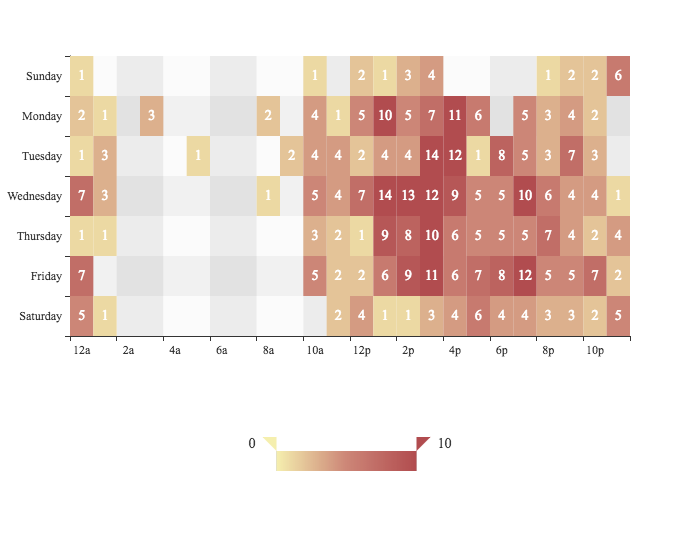 Sunday 1 1 2 1 3 4 1 2 2 6
Monday 2 1 3 2 4 1 5 10 5 7 11 6 5 3 4 2
Tuesday 1 3 1 2 4 4 2 4 4 14 12 1 8 5 3 7 3
Wednesday 7 3 1 5 4 7 14 13 12 9 5 5 10 6 4 4 1
Thursday 1 1 3 2 1 9 8 10 6 5 5 5 7 4 2 4
Friday 7 5 2 2 6 9 11 6 7 8 12 5 5 7 2
Saturday 5 1 2 4 1 1 3 4 6 4 4 3 3 2 5
12a 2a 4a 6a 8a 10a 12p 2p 4p 6p 8p 10p
0 10